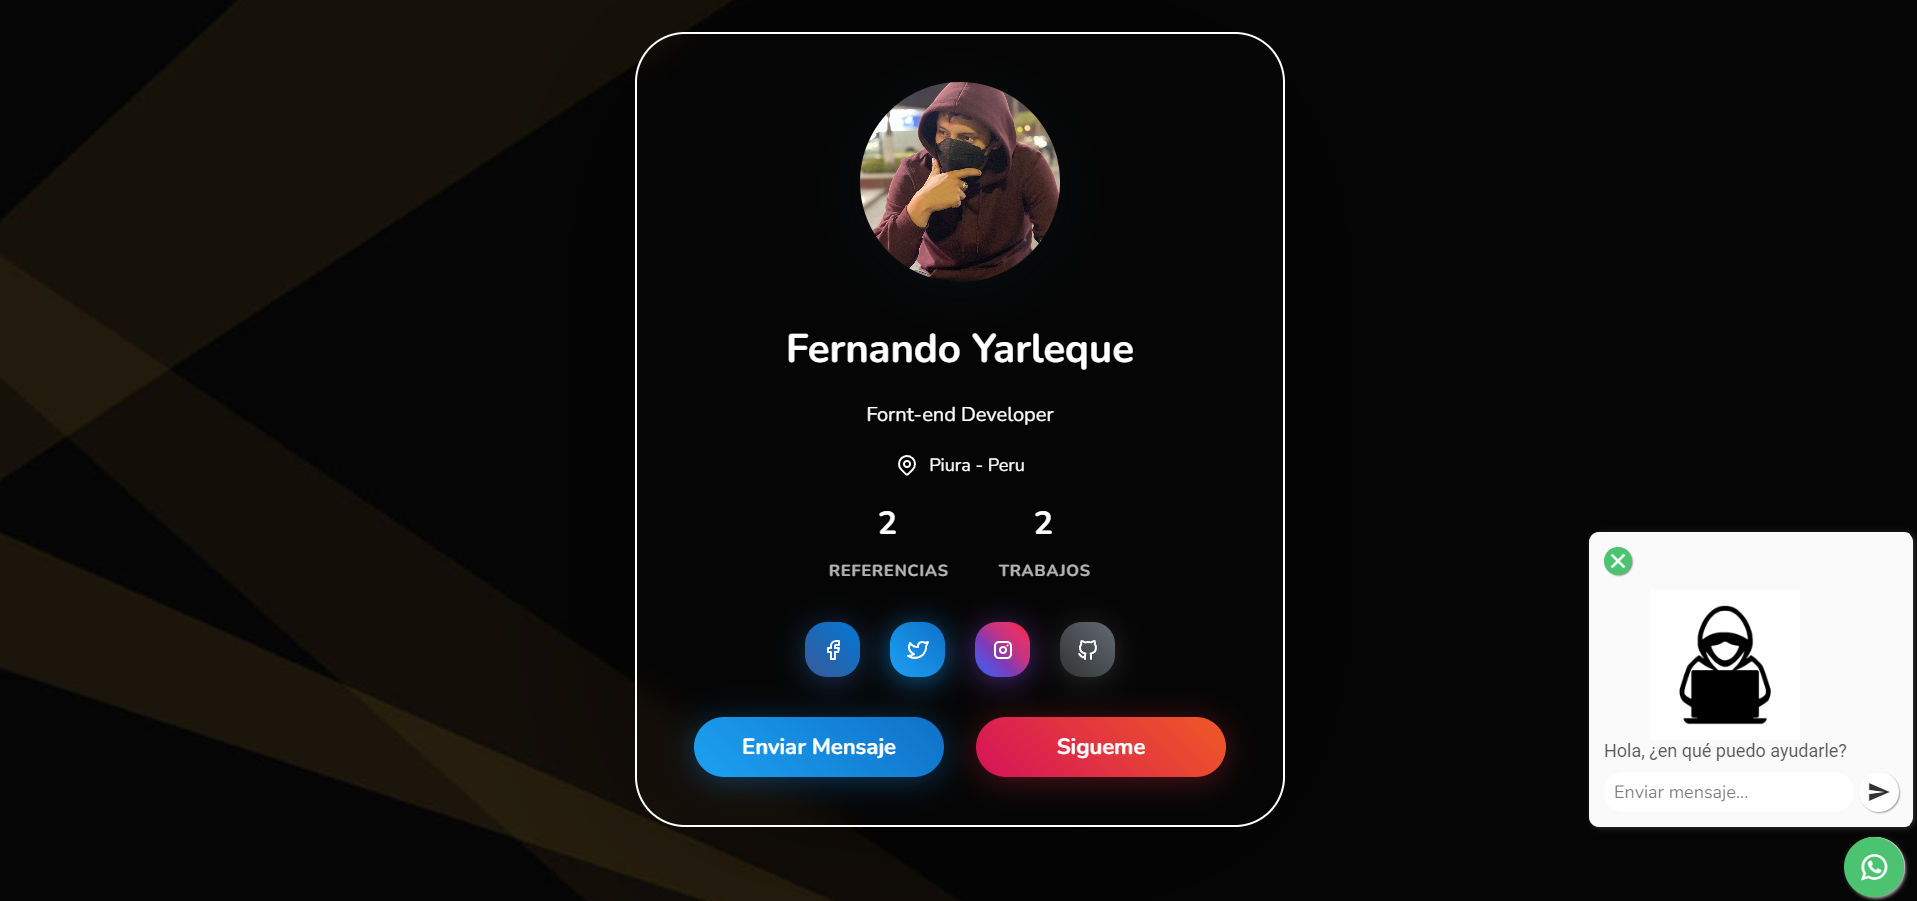 Fernando Yarleque
Fornt-end Developer
Piura - Peru
2
REFERENCIAS
2
TRABAJOS
Enviar Mensaje
Sigueme
Hola, ¿en qué puedo ayudarle?
Enviar mensaje...